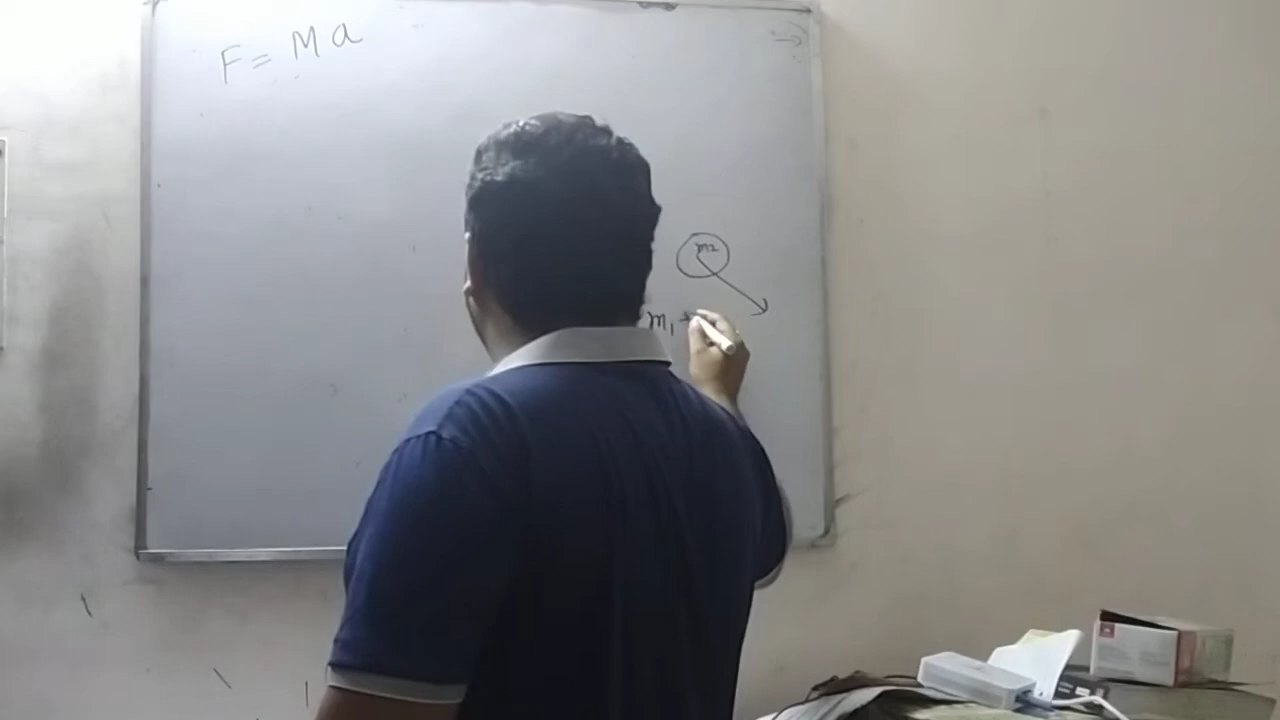 F = Ma
m2
m₁ +